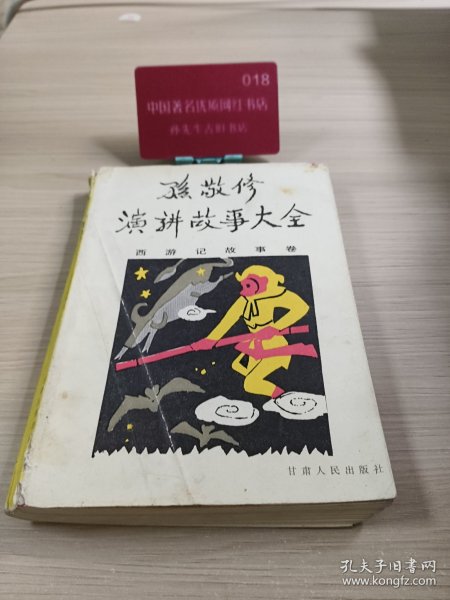 018
中国著名优质网红书店
孙先生古旧书店
孙敬修
演讲故事大全
西游记故事卷
甘肃人民出版社
孔夫子旧书网
www.kongfz.com